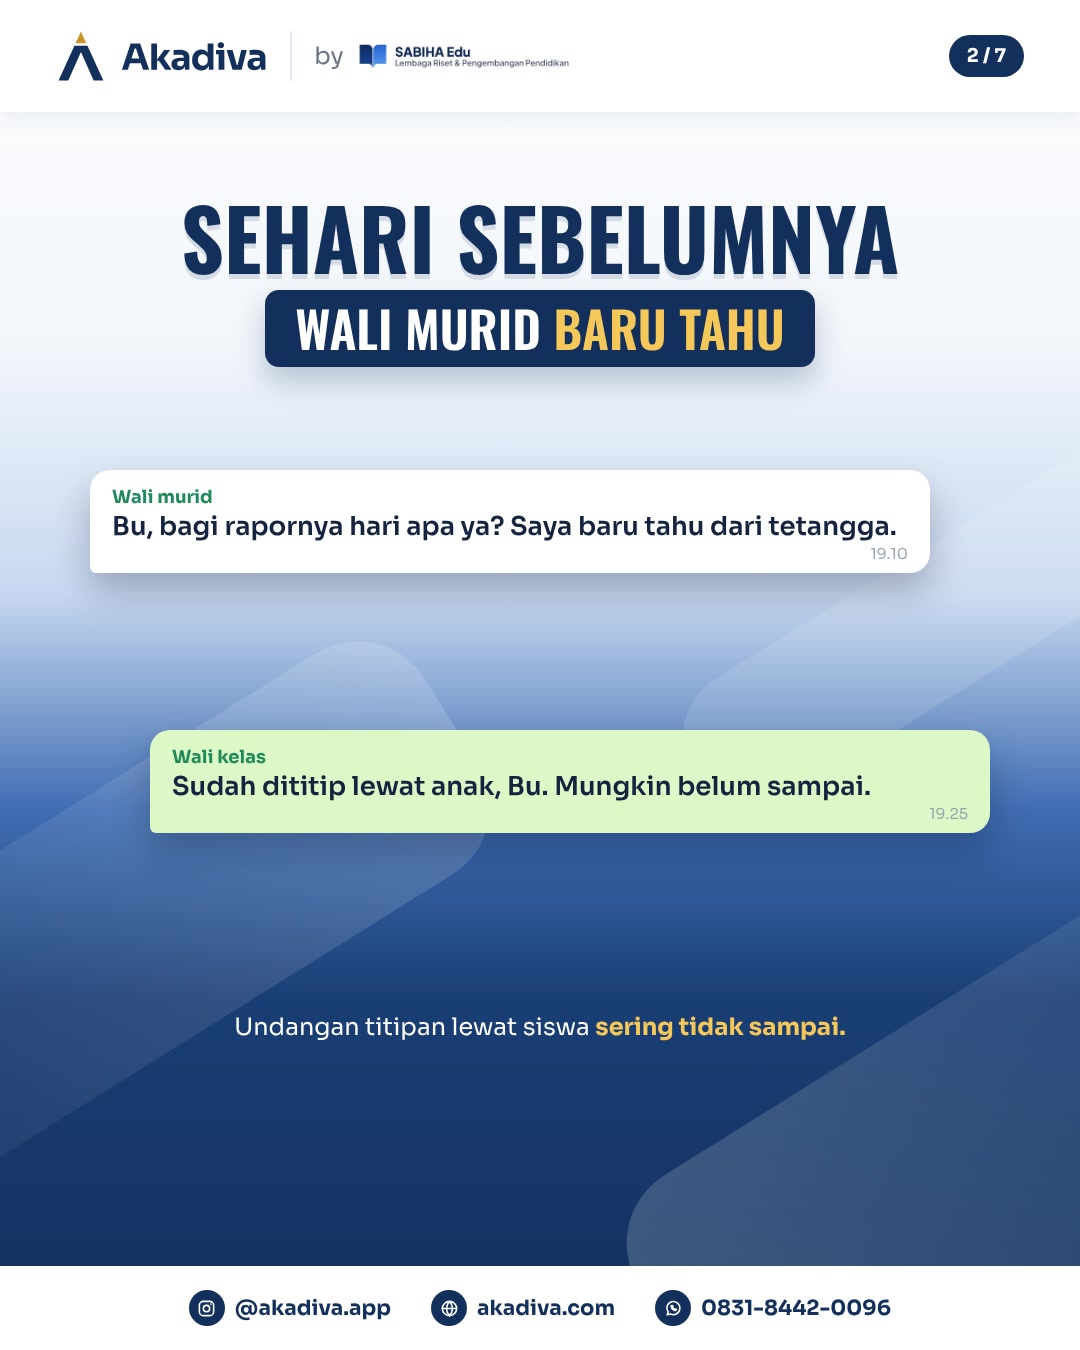 Akadiva
by
SABIHA Edu
Lembaga Riset & Pengembangan Pendidikan
2 / 7
SEHARI SEBELUMNYA
WALI MURID BARU TAHU
Wali murid
Bu, bagi rapornya hari apa ya? Saya baru tahu dari tetangga.
19.10
Wali kelas
Sudah dititip lewat anak, Bu. Mungkin belum sampai.
19.25
Undangan titipan lewat siswa sering tidak sampai.
@akadiva.app
akadiva.com
0831-8442-0096